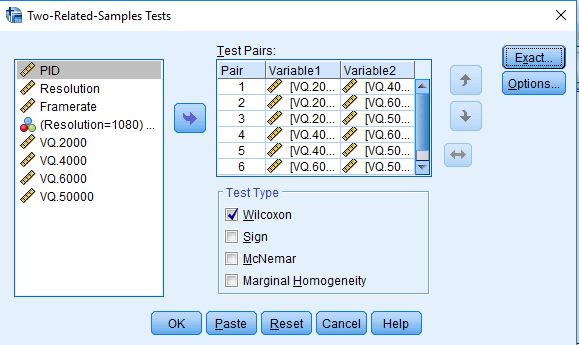 Two-Related-Samples Tests
PID
Resolution
Framerate
(Resolution=1080) ...
VQ.2000
VQ.4000
VQ.6000
VQ.50000
Test Pairs:
Pair Variable1 Variable2
1 [VQ.20... [VQ.40...
2 [VQ.20... [VQ.60...
3 [VQ.20... [VQ.50...
4 [VQ.40... [VQ.60...
5 [VQ.40... [VQ.50...
6 [VQ.60... [VQ.50...
Exact...
Options...
Test Type
Wilcoxon
Sign
McNemar
Marginal Homogeneity
OK Paste Reset Cancel Help